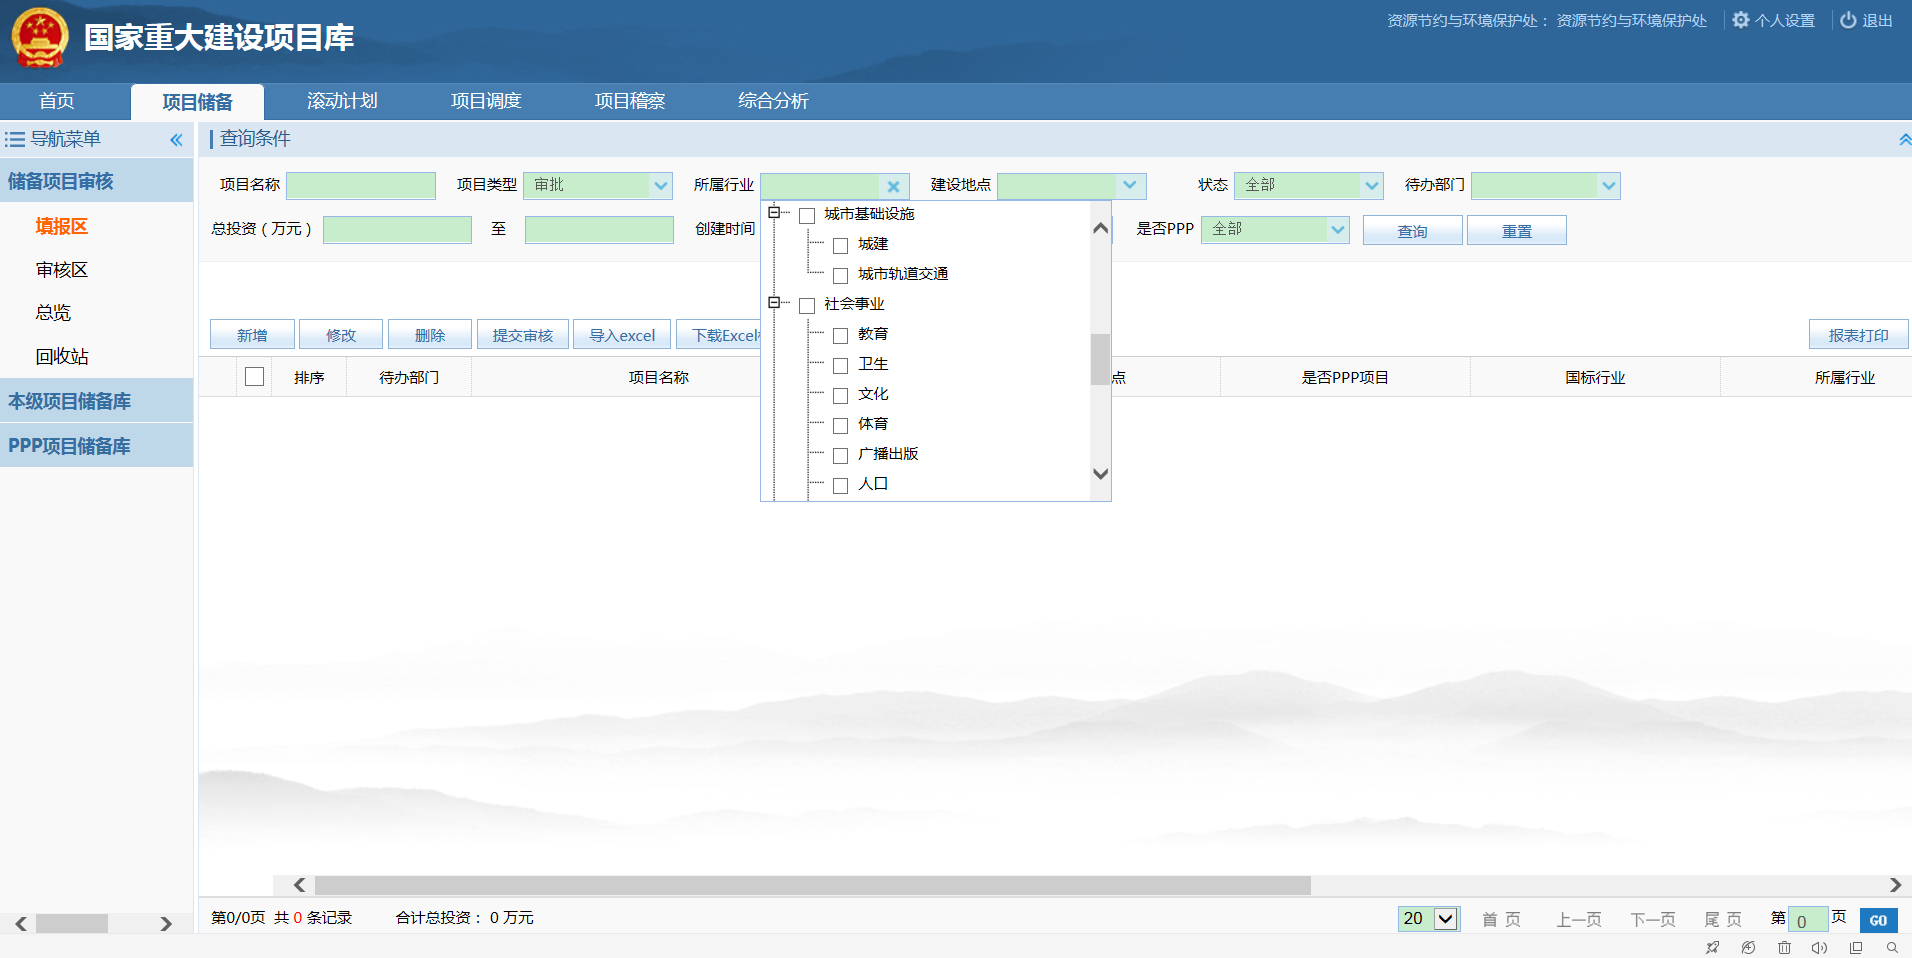 国家重大建设项目库
资源节约与环境保护处： 资源节约与环境保护处 个人设置 退出
首页 项目储备 滚动计划 项目调度 项目稽察 综合分析
导航菜单
储备项目审核
填报区
审核区
总览
回收站
本级项目储备库
PPP项目储备库
查询条件
项目名称 项目类型 审批 所属行业 建设地点 状态 全部 待办部门
总投资（万元） 至 创建时间 是否PPP 全部 查询 重置
城市基础设施
城建
城市轨道交通
社会事业
教育
卫生
文化
体育
广播出版
人口
新增 修改 删除 提交审核 导入excel 下载Excel 报表打印
排序 待办部门 项目名称 点 是否PPP项目 国标行业 所属行业
第0/0页 共 0 条记录 合计总投资： 0 万元 20 首 页 上一页 下一页 尾 页 第 0 页 GO